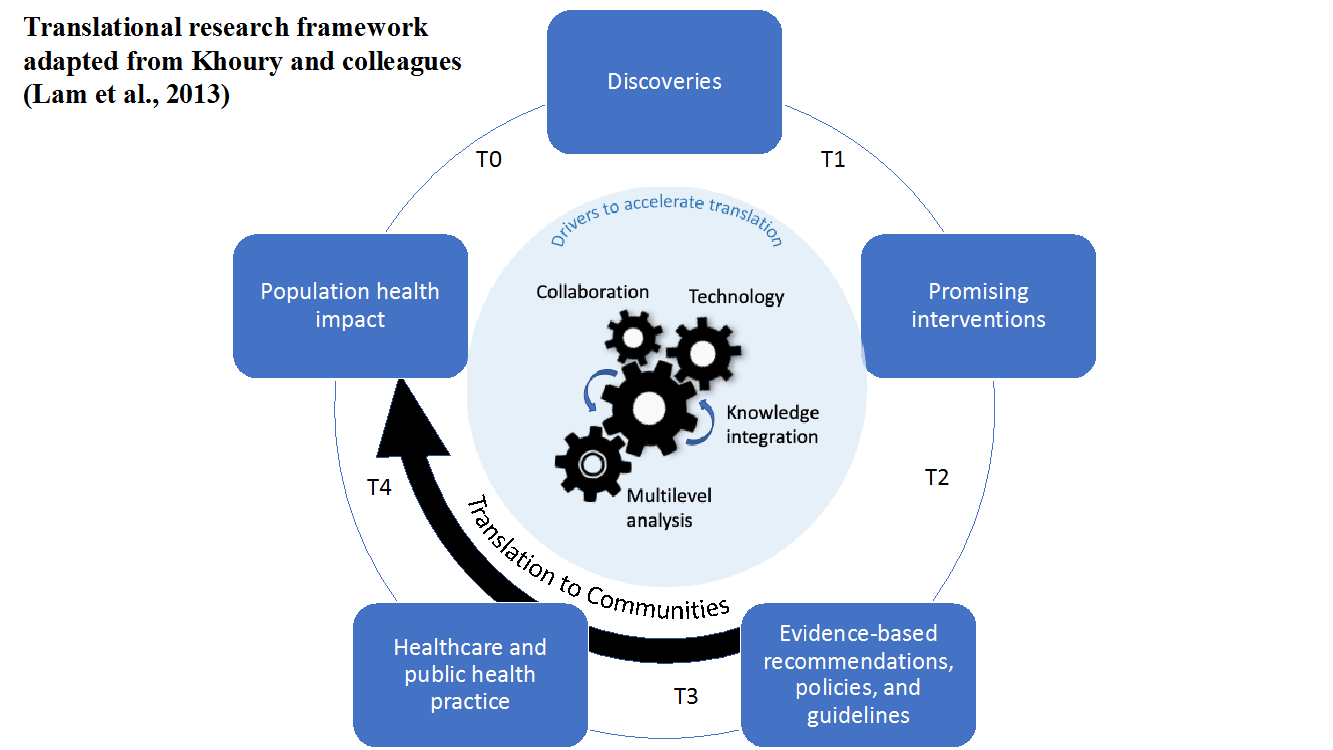 Translational research framework
adapted from Khoury and colleagues
(Lam et al., 2013)
Discoveries
T0
T1
Drivers to accelerate translation
Population health
impact
Promising
interventions
Collaboration
Technology
Knowledge
integration
Multilevel
analysis
T4
T2
Translation to Communities
Healthcare and
public health
practice
T3
Evidence-based
recommendations,
policies, and
guidelines